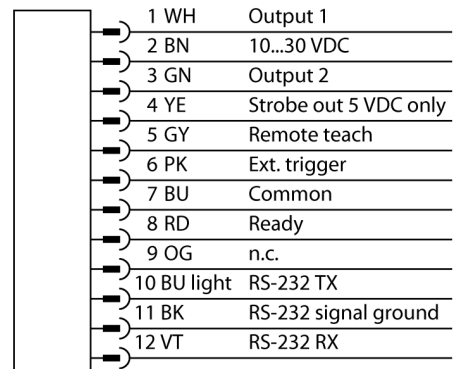 1 WH Output 1
2 BN 10...30 VDC
3 GN Output 2
4 YE Strobe out 5 VDC only
5 GY Remote teach
6 PK Ext. trigger
7 BU Common
8 RD Ready
9 OG n.c.
10 BU light RS-232 TX
11 BK RS-232 signal ground
12 VT RS-232 RX